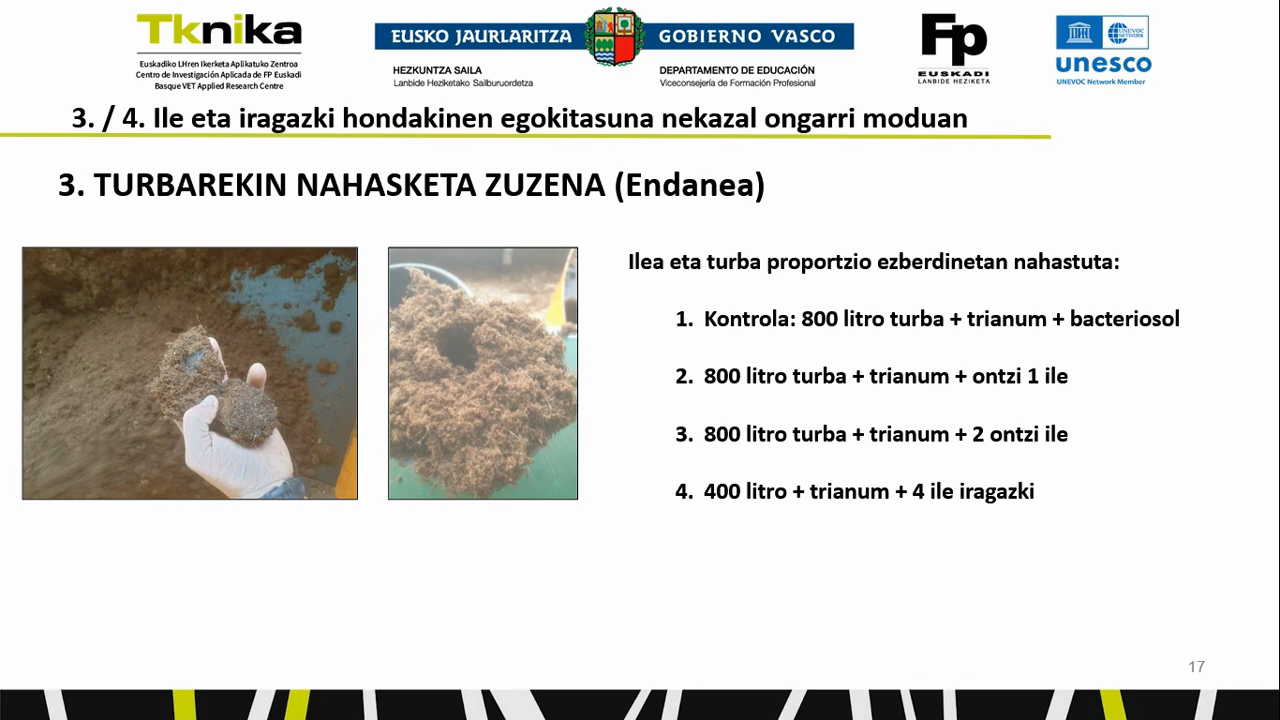 Tknika
Euskadiko LHren Ikerketa Aplikatuko Zentroa
Centro de Investigación Aplicada de FP Euskadi
Basque VET Applied Research Centre
EUSKO JAURLARITZA
GOBIERNO VASCO
HEZKUNTZA SAILA
Lanbide Heziketako Sailburuordetza
DEPARTAMENTO DE EDUCACIÓN
Viceconsejería de Formación Profesional
Fp
EUSKADI
LANBIDE HEZIKETA
UNEVOC
NETWORK
unesco
UNEVOC Network Member
3. / 4. Ile eta iragazki hondakinen egokitasuna nekazal ongarri moduan
3. TURBAREKIN NAHASKETA ZUZENA (Endanea)
Ilea eta turba proportzio ezberdinetan nahastuta:
1. Kontrola: 800 litro turba + trianum + bacteriosol
2. 800 litro turba + trianum + ontzi 1 ile
3. 800 litro turba + trianum + 2 ontzi ile
4. 400 litro + trianum + 4 ile iragazki
17